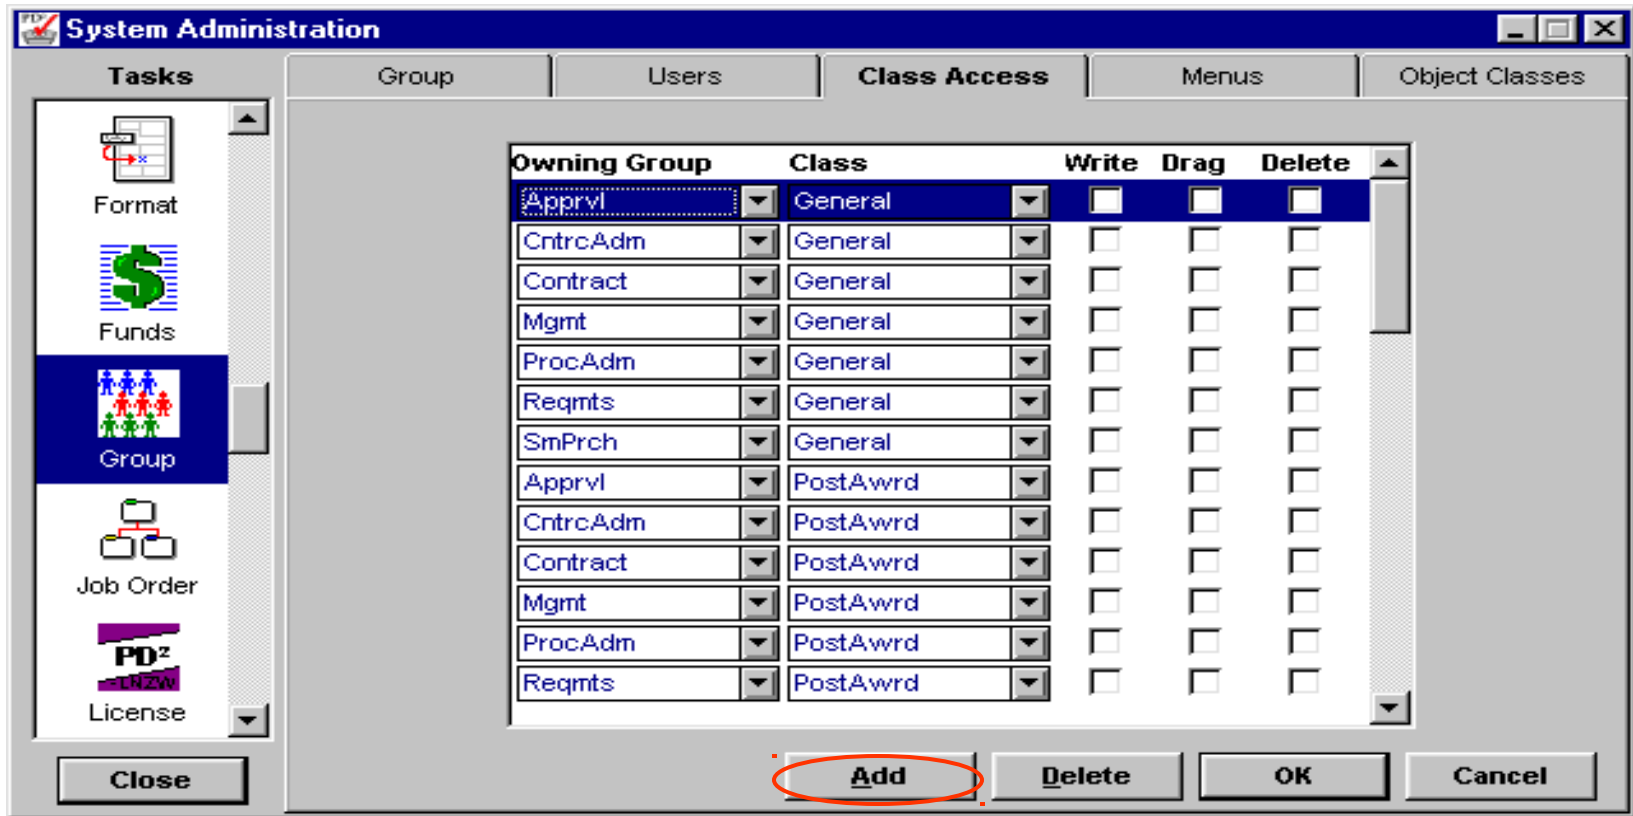 System Administration
Tasks
Group Users Class Access Menus Object Classes
Format
Funds
Group
Job Order
PD²
License
Close
Owning Group Class Write Drag Delete
Apprvl General
CntrcAdm General
Contract General
Mgmt General
ProcAdm General
Reqmts General
SmPrch General
Apprvl PostAwrd
CntrcAdm PostAwrd
Contract PostAwrd
Mgmt PostAwrd
ProcAdm PostAwrd
Reqmts PostAwrd
Add Delete OK Cancel